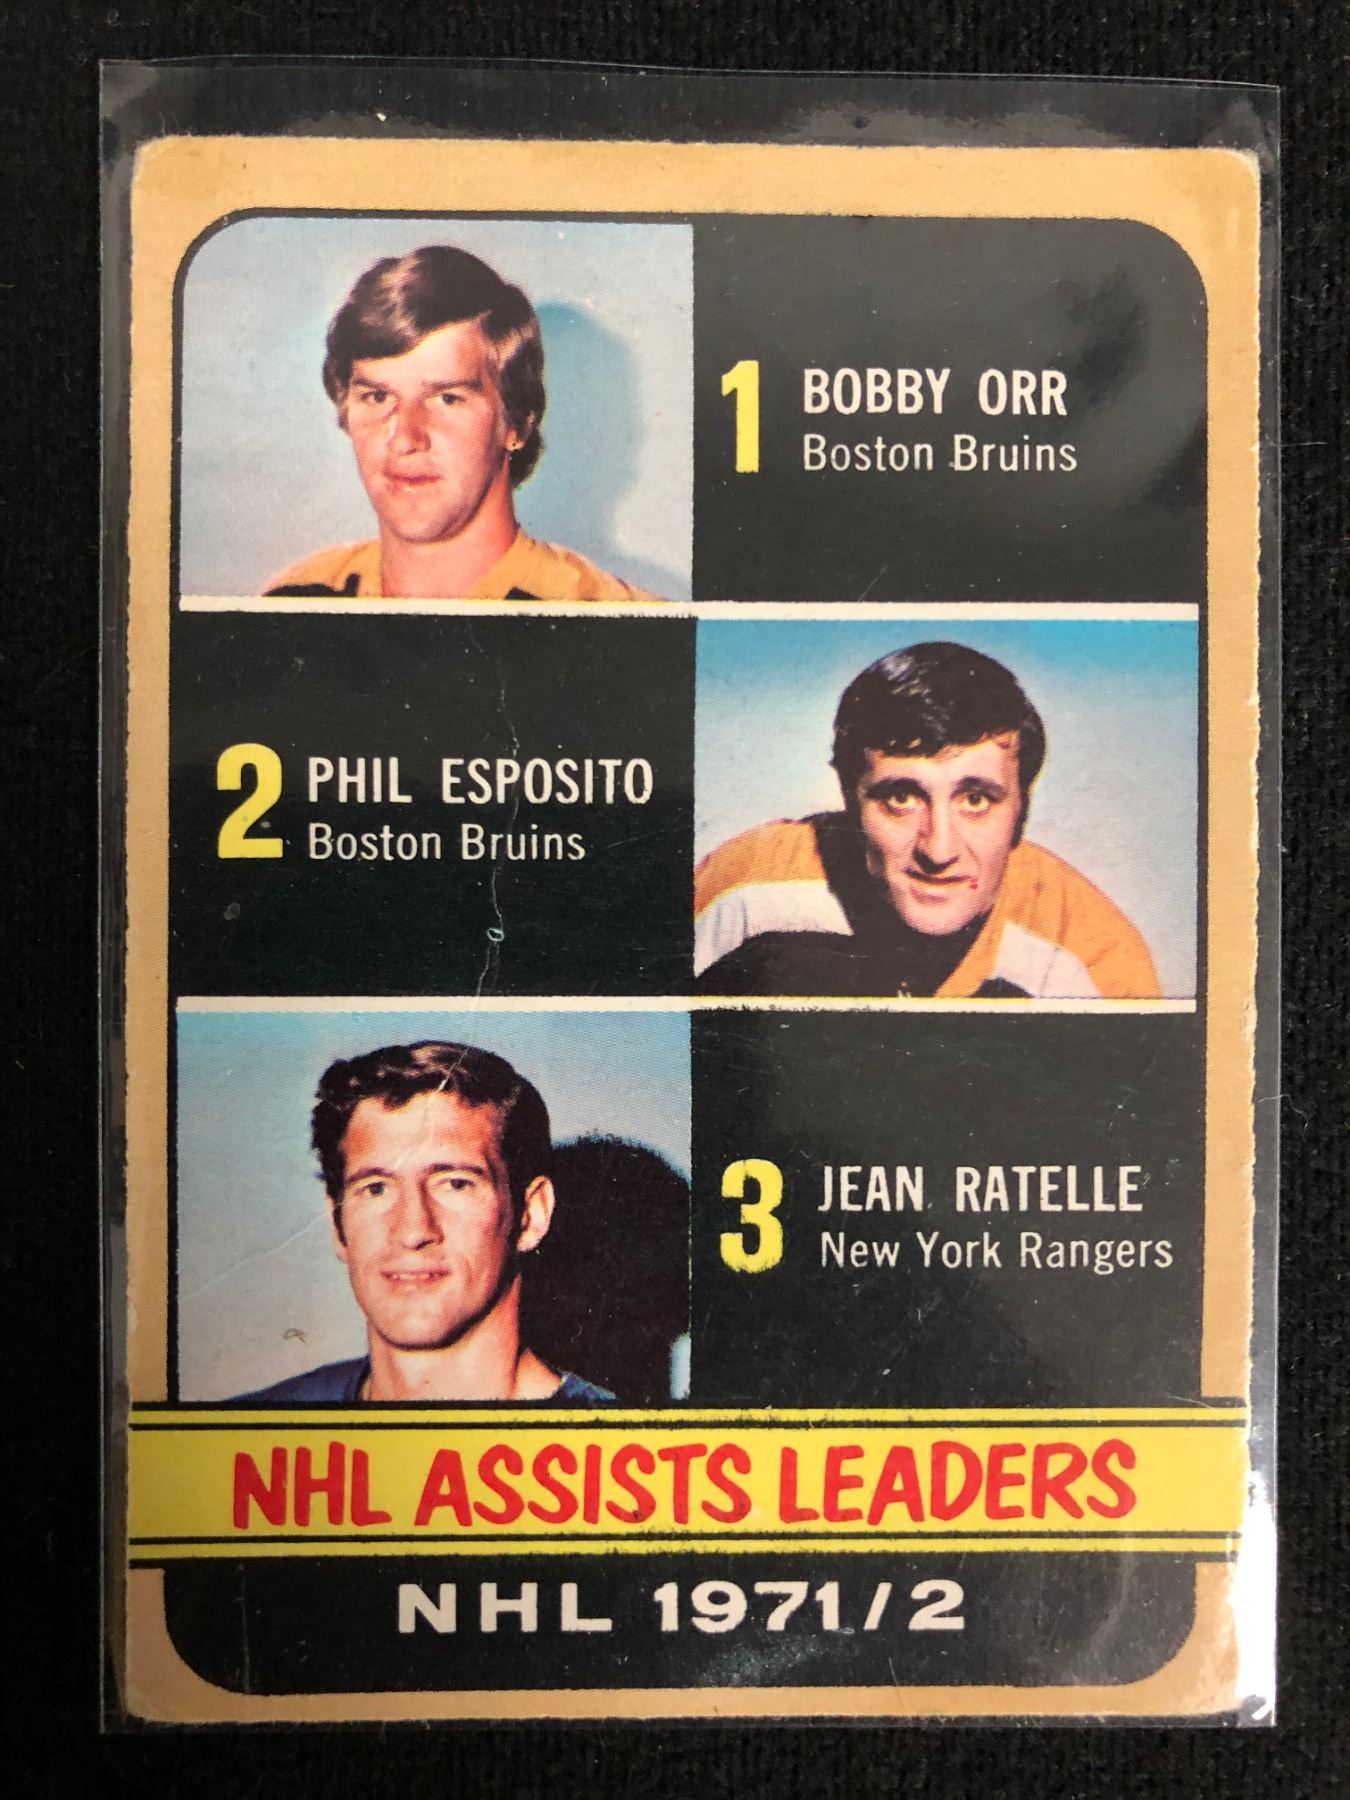 1 BOBBY ORR
Boston Bruins
2 PHIL ESPOSITO
Boston Bruins
3 JEAN RATELLE
New York Rangers
NHL ASSISTS LEADERS
NHL 1971/2